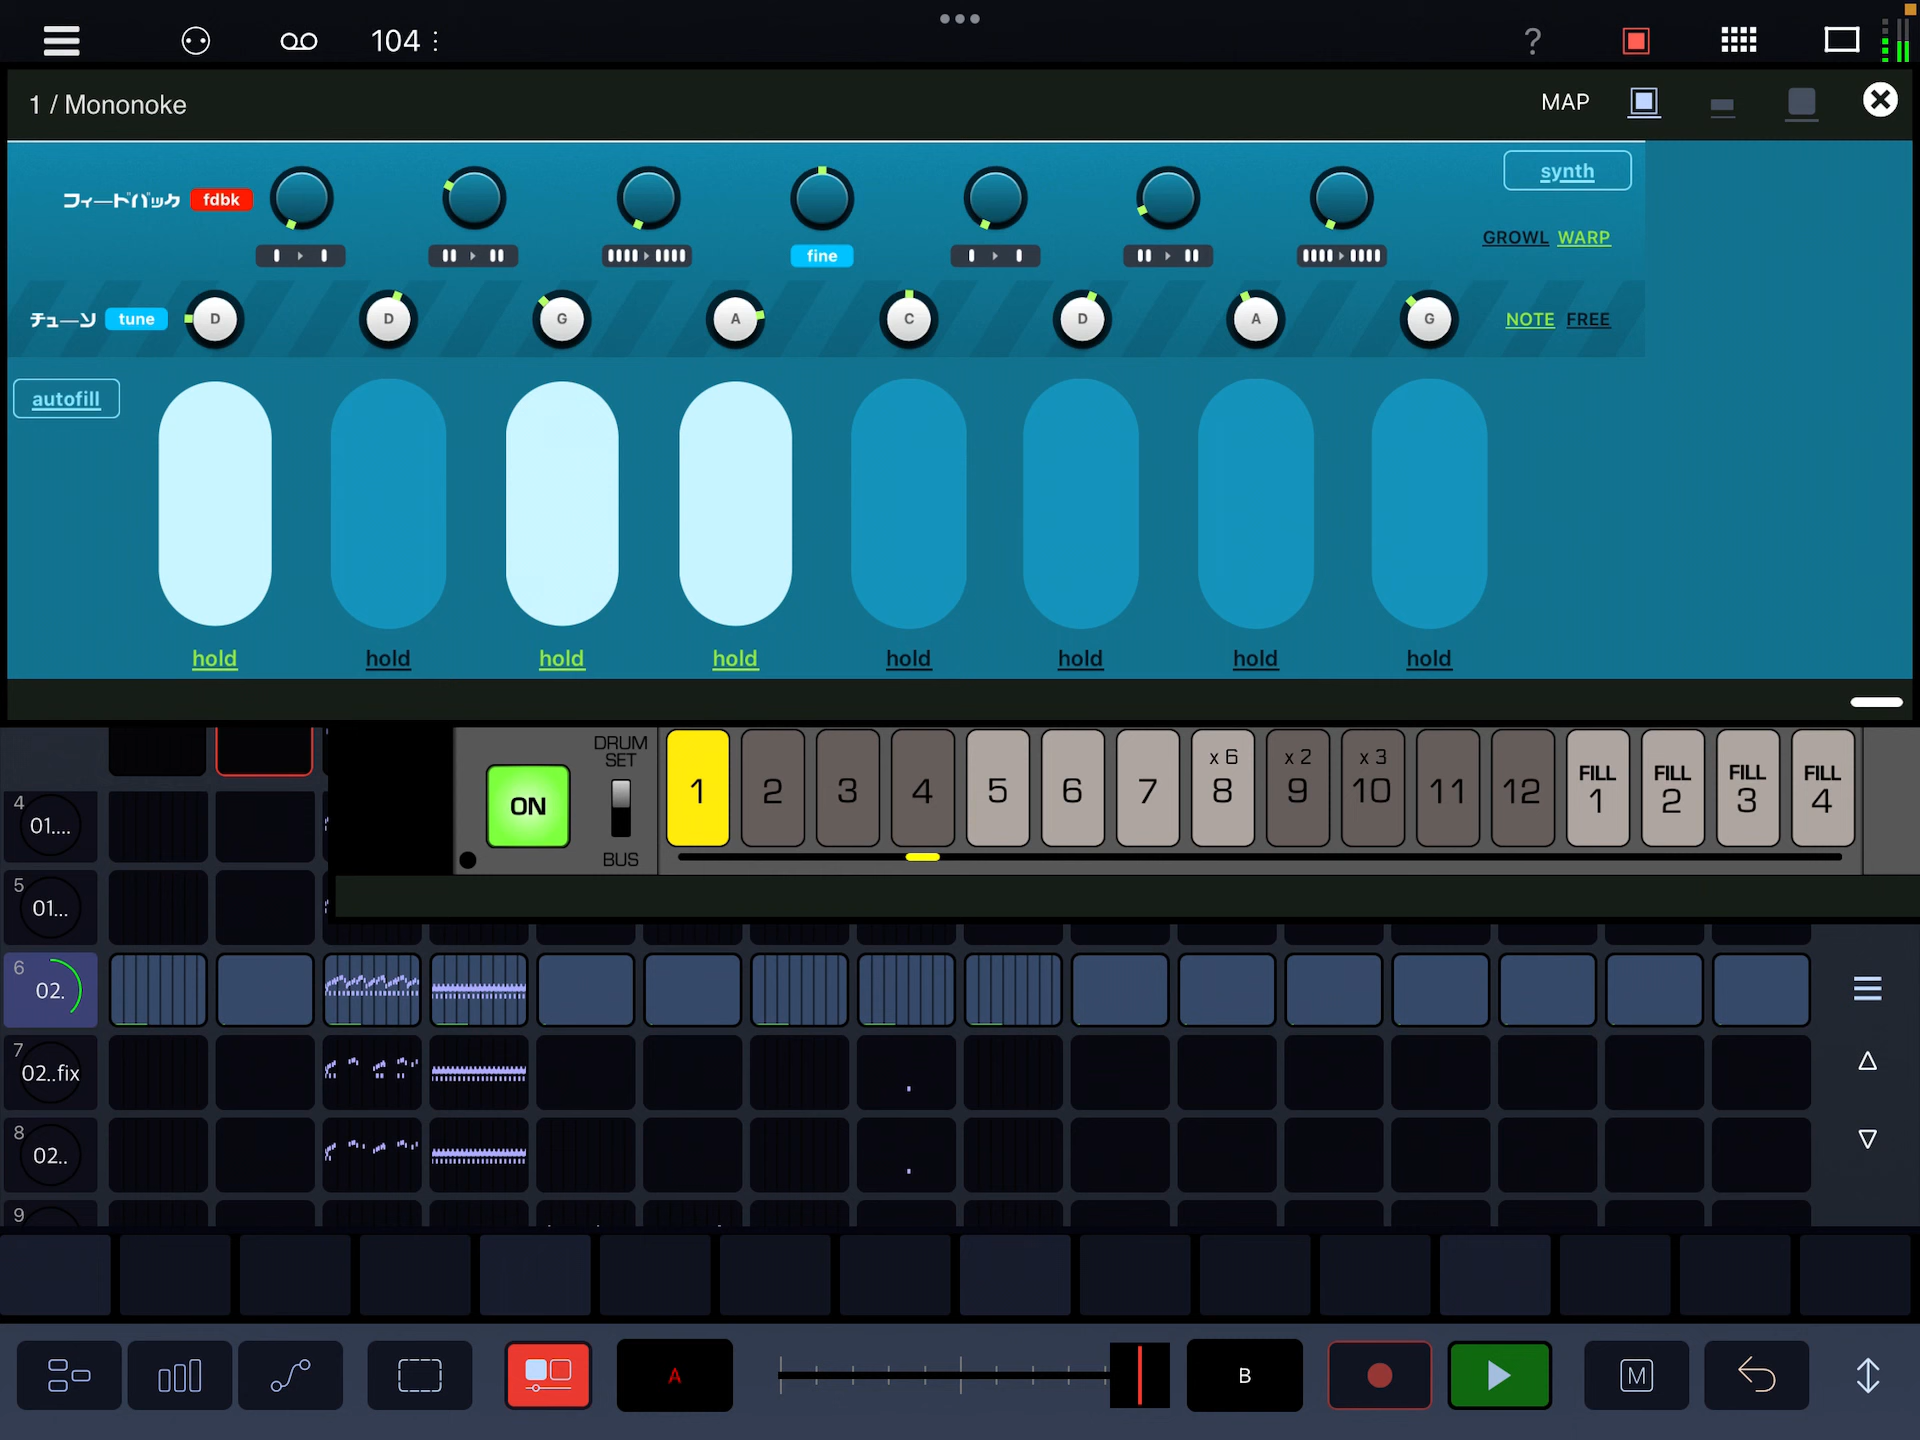 104
?
1 / Mononoke
MAP
フィードバック fdbk
synth
GROWL WARP
fine
チューン tune
D D G A C D A G
NOTE FREE
autofill
hold hold hold hold hold hold hold hold
DRUM SET
ON
BUS
1 2 3 4 5 6 7 x 6 8 x 2 9 x 3 10 11 12 FILL 1 FILL 2 FILL 3 FILL 4
4
01....
5
01...
6
02.
7
02..fix
8
02..
9
A
B
M